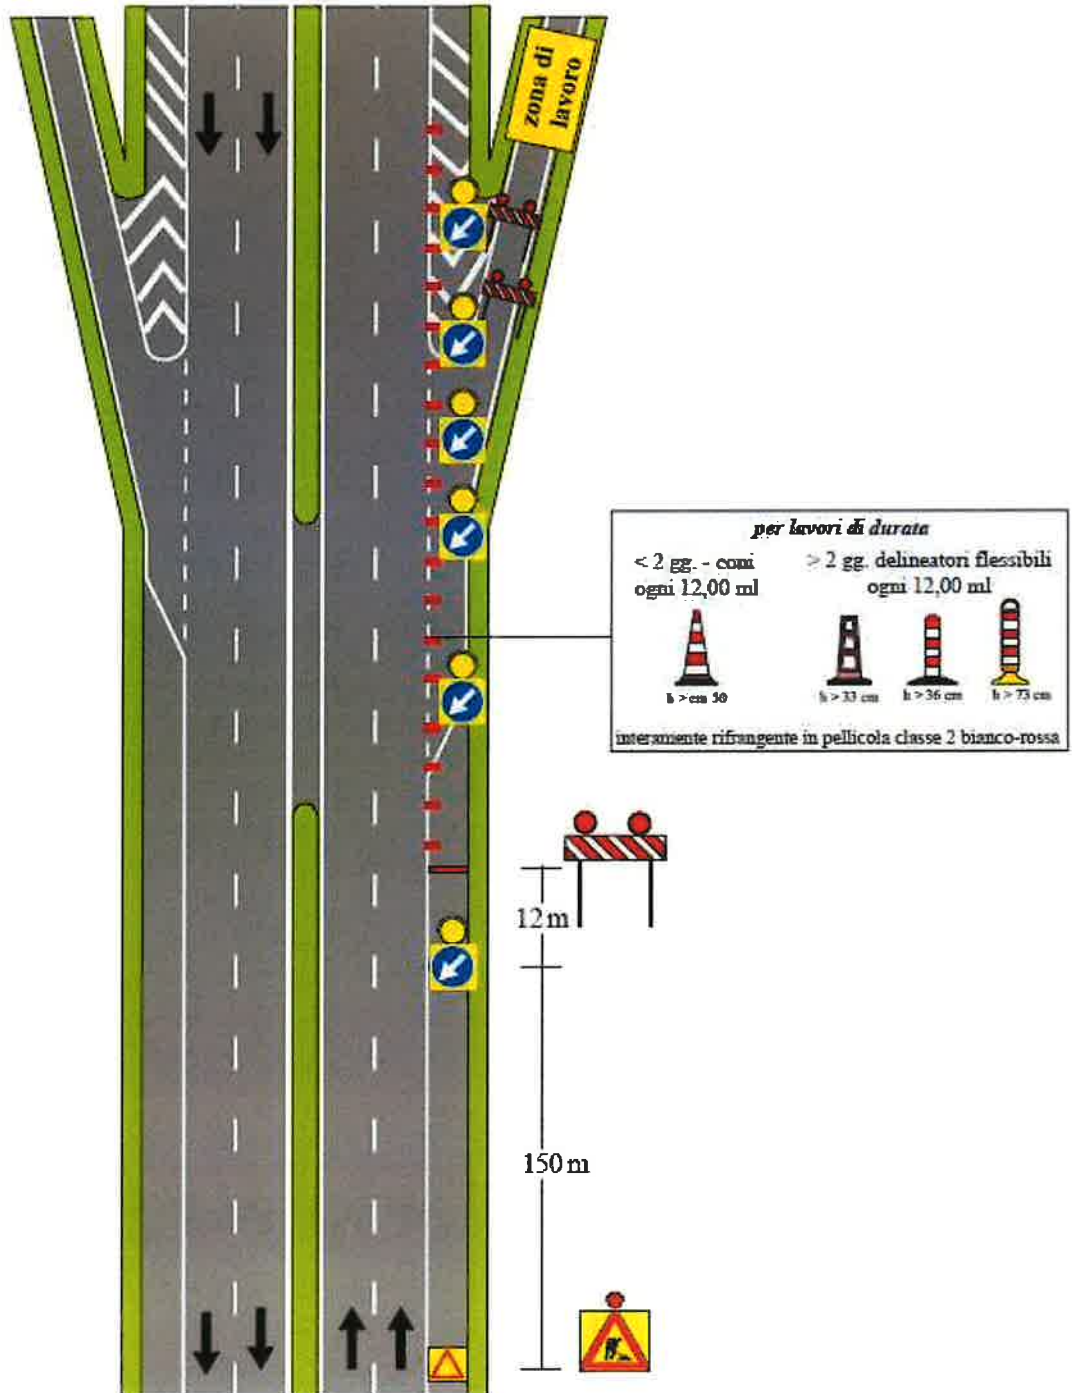 zona di
lavoro
per lavori di durata
< 2 gg. - coni
ogni 12,00 ml
> 2 gg. delineatori flessibili
ogni 12,00 ml
h > cm 50
h > 33 cm
h > 36 cm
h > 73 cm
interamente rifrangente in pellicola classe 2 bianco-rossa
12 m
150 m